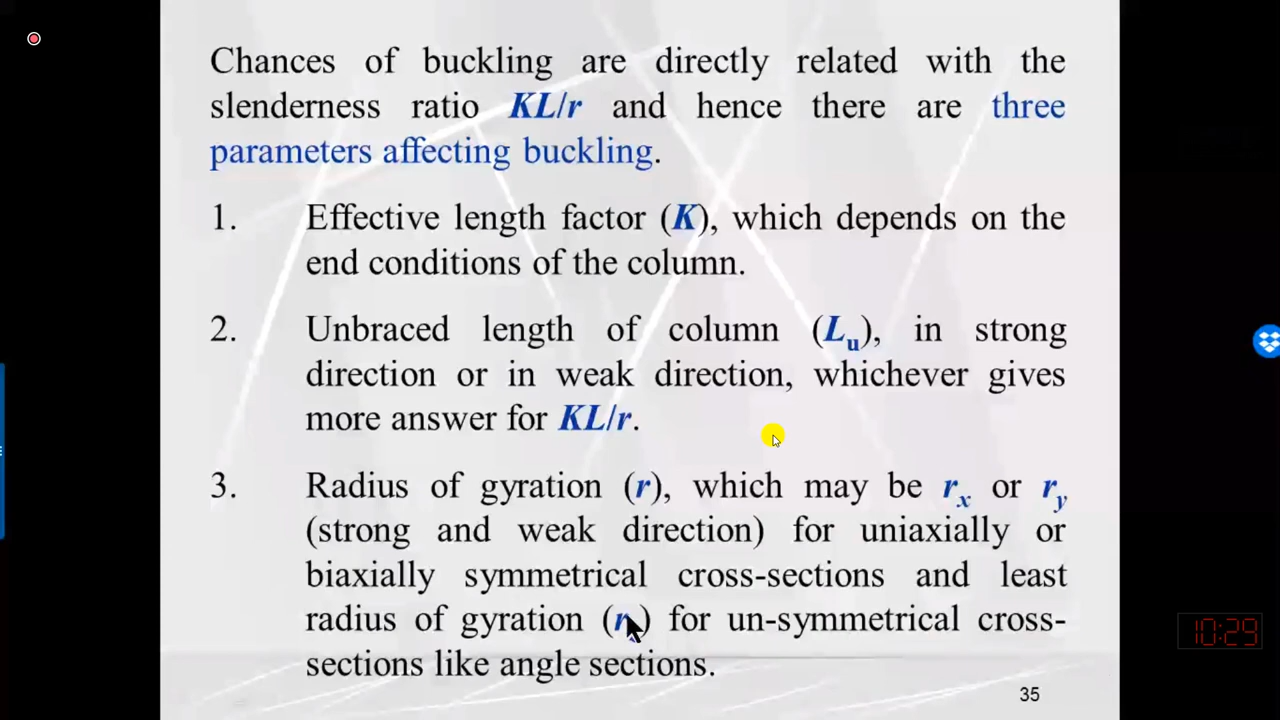 Chances of buckling are directly related with the
slenderness ratio KL/r and hence there are three
parameters affecting buckling.
1. Effective length factor (K), which depends on the
end conditions of the column.
2. Unbraced length of column (Lu), in strong
direction or in weak direction, whichever gives
more answer for KL/r.
3. Radius of gyration (r), which may be rx or ry
(strong and weak direction) for uniaxially or
biaxially symmetrical cross-sections and least
radius of gyration (r) for un-symmetrical cross-
sections like angle sections.
35
10:29